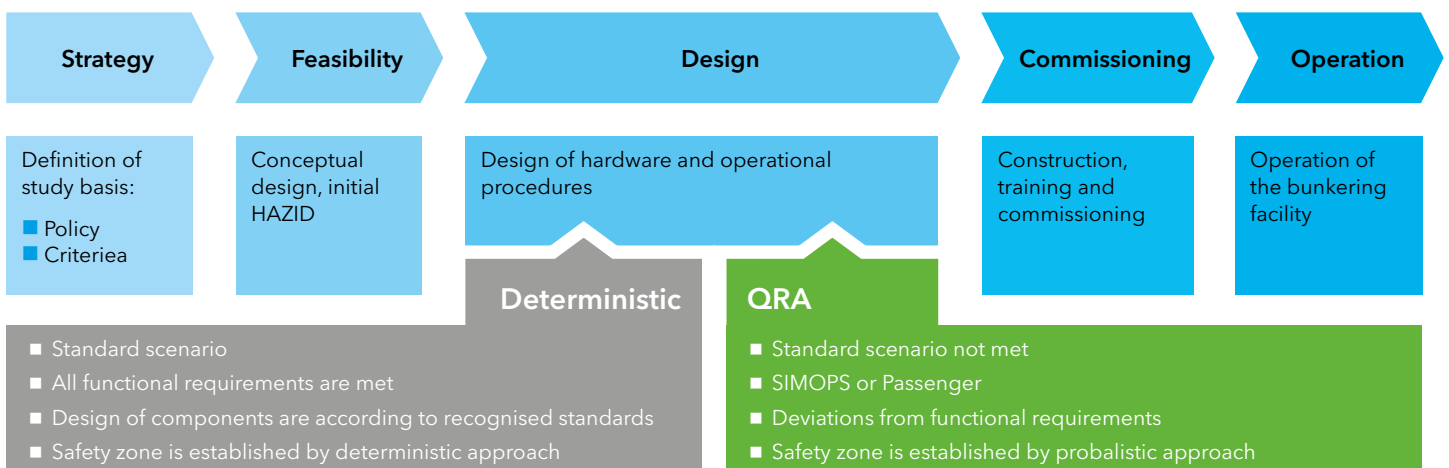 Strategy
Feasibility
Design
Commissioning
Operation
Definition of
study basis:
Policy
Criteriea
Conceptual
design, initial
HAZID
Design of hardware and operational
procedures
Construction,
training and
commissioning
Operation of
the bunkering
facility
Deterministic
Standard scenario
All functional requirements are met
Design of components are according to recognised standards
Safety zone is established by deterministic approach
QRA
Standard scenario not met
SIMOPS or Passenger
Deviations from functional requirements
Safety zone is established by probalistic approach